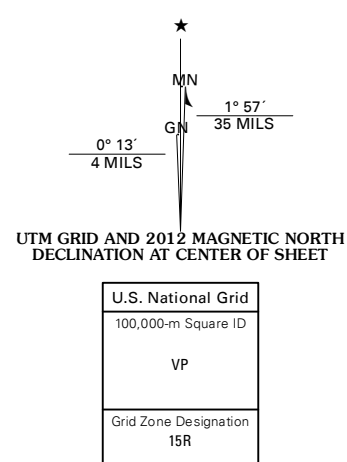 ★
MN
1° 57´
35 MILS
GN
0° 13´
4 MILS
UTM GRID AND 2012 MAGNETIC NORTH
DECLINATION AT CENTER OF SHEET
U.S. National Grid
100,000-m Square ID
VP
Grid Zone Designation
15R